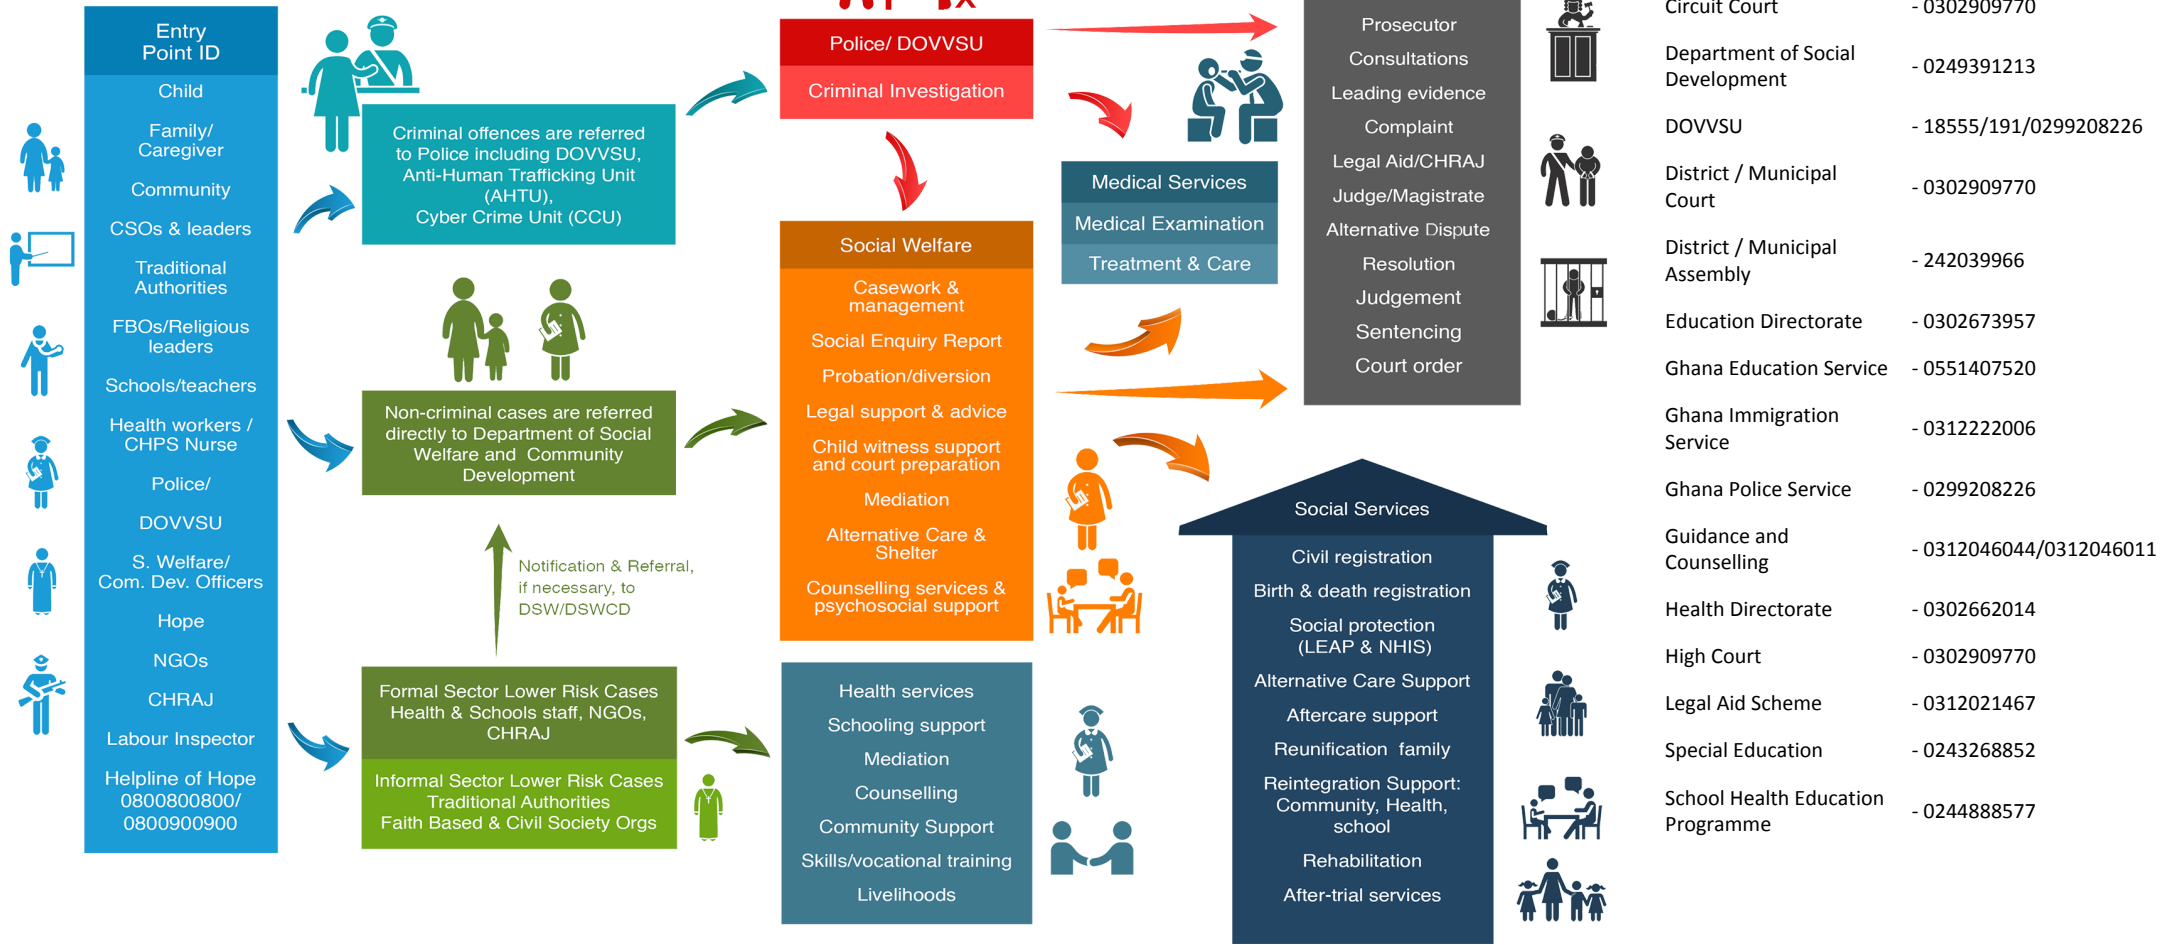 Entry
Point ID
Child
Family/
Caregiver
Community
CSOs & leaders
Traditional
Authorities
FBOs/Religious
leaders
Schools/teachers
Health workers /
CHPS Nurse
Police/
DOVVSU
S. Welfare/
Com. Dev. Officers
Hope
NGOs
CHRAJ
Labour Inspector
Helpline of Hope
0800800800/
0800900900
Criminal offences are referred
to Police including DOVVSU,
Anti-Human Trafficking Unit
(AHTU),
Cyber Crime Unit (CCU)
Non-criminal cases are referred
directly to Department of Social
Welfare and Community
Development
Notification & Referral,
if necessary, to
DSW/DSWCD
Formal Sector Lower Risk Cases
Health & Schools staff, NGOs,
CHRAJ
Informal Sector Lower Risk Cases
Traditional Authorities
Faith Based & Civil Society Orgs
Police/ DOVVSU
Criminal Investigation
Social Welfare
Casework &
management
Social Enquiry Report
Probation/diversion
Legal support & advice
Child witness support
and court preparation
Mediation
Alternative Care &
Shelter
Counselling services &
psychosocial support
Health services
Schooling support
Mediation
Counselling
Community Support
Skills/vocational training
Livelihoods
Medical Services
Medical Examination
Treatment & Care
Prosecutor
Consultations
Leading evidence
Complaint
Legal Aid/CHRAJ
Judge/Magistrate
Alternative Dispute
Resolution
Judgement
Sentencing
Court order
Social Services
Civil registration
Birth & death registration
Social protection
(LEAP & NHIS)
Alternative Care Support
Aftercare support
Reunification family
Reintegration Support:
Community, Health,
school
Rehabilitation
After-trial services
Circuit Court - 0302909770
Department of Social
Development - 0249391213
DOVVSU - 18555/191/0299208226
District / Municipal
Court - 0302909770
District / Municipal
Assembly - 242039966
Education Directorate - 0302673957
Ghana Education Service - 0551407520
Ghana Immigration
Service - 0312222006
Ghana Police Service - 0299208226
Guidance and
Counselling - 0312046044/0312046011
Health Directorate - 0302662014
High Court - 0302909770
Legal Aid Scheme - 0312021467
Special Education - 0243268852
School Health Education
Programme - 0244888577